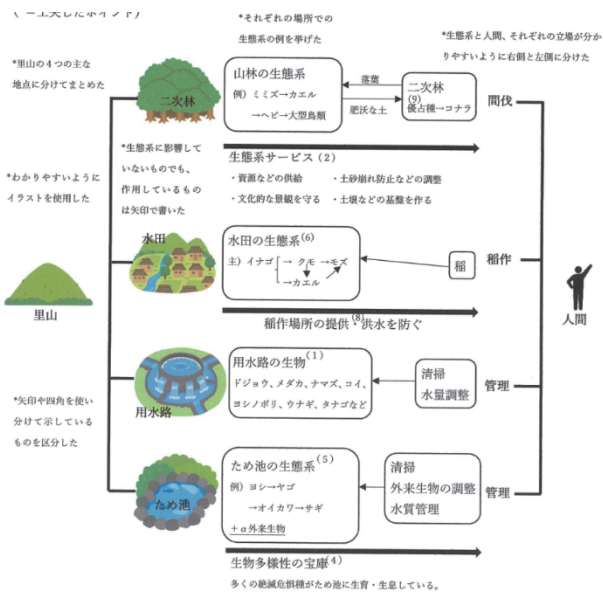 (＝工夫したポイント)
*それぞれの場所での
生態系の例を挙げた
*生態系と人間、それぞれの立場が分か
りやすいように右側と左側に分けた
*里山の４つの主な
地点に分けてまとめた
二次林
山林の生態系
例）ミミズ→カエル
→ヘビ→大型鳥類
落葉
肥沃な土
二次林
(9)
優占種→コナラ
間伐
*生態系に影響して
いないものでも、
作用しているもの
は矢印で書いた
生態系サービス（2）
・資源などの供給
・土砂崩れ防止などの調整
・文化的な景観を守る
・土壌などの基盤を作る
*わかりやすいように
イラストを使用した
水田
水田の生態系(6)
主）イナゴ
→ クモ→モズ
→カエル
稲
稲作
稲作場所の提供・洪水を防ぐ
(8)
里山
人間
用水路
用水路の生物(1)
ドジョウ、メダカ、ナマズ、コイ、
ヨシノボリ、ウナギ、タナゴなど
清掃
水量調整
管理
*矢印や四角を使い
分けて示している
ものを区分した
ため池
ため池の生態系(5)
例）ヨシ→ヤゴ
→オイカワ→サギ
＋α外来生物
清掃
外来生物の調整
水質管理
管理
生物多様性の宝庫(4)
多くの絶滅危惧種がため池に生育・生息している。